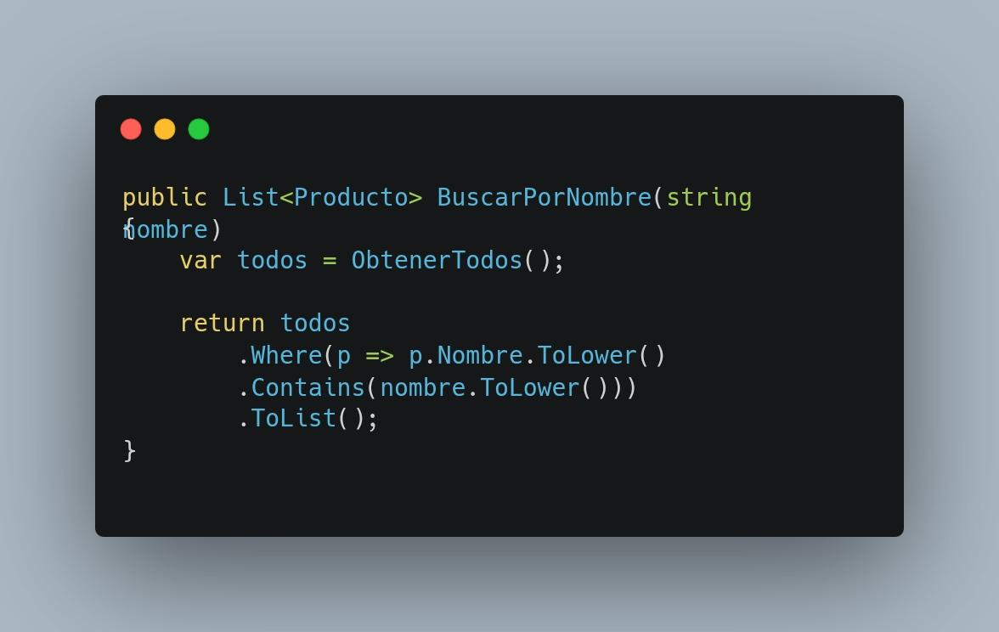 public List<Producto> BuscarPorNombre(string
nombre)
{
    var todos = ObtenerTodos();

    return todos
        .Where(p => p.Nombre.ToLower()
        .Contains(nombre.ToLower()))
        .ToList();
}